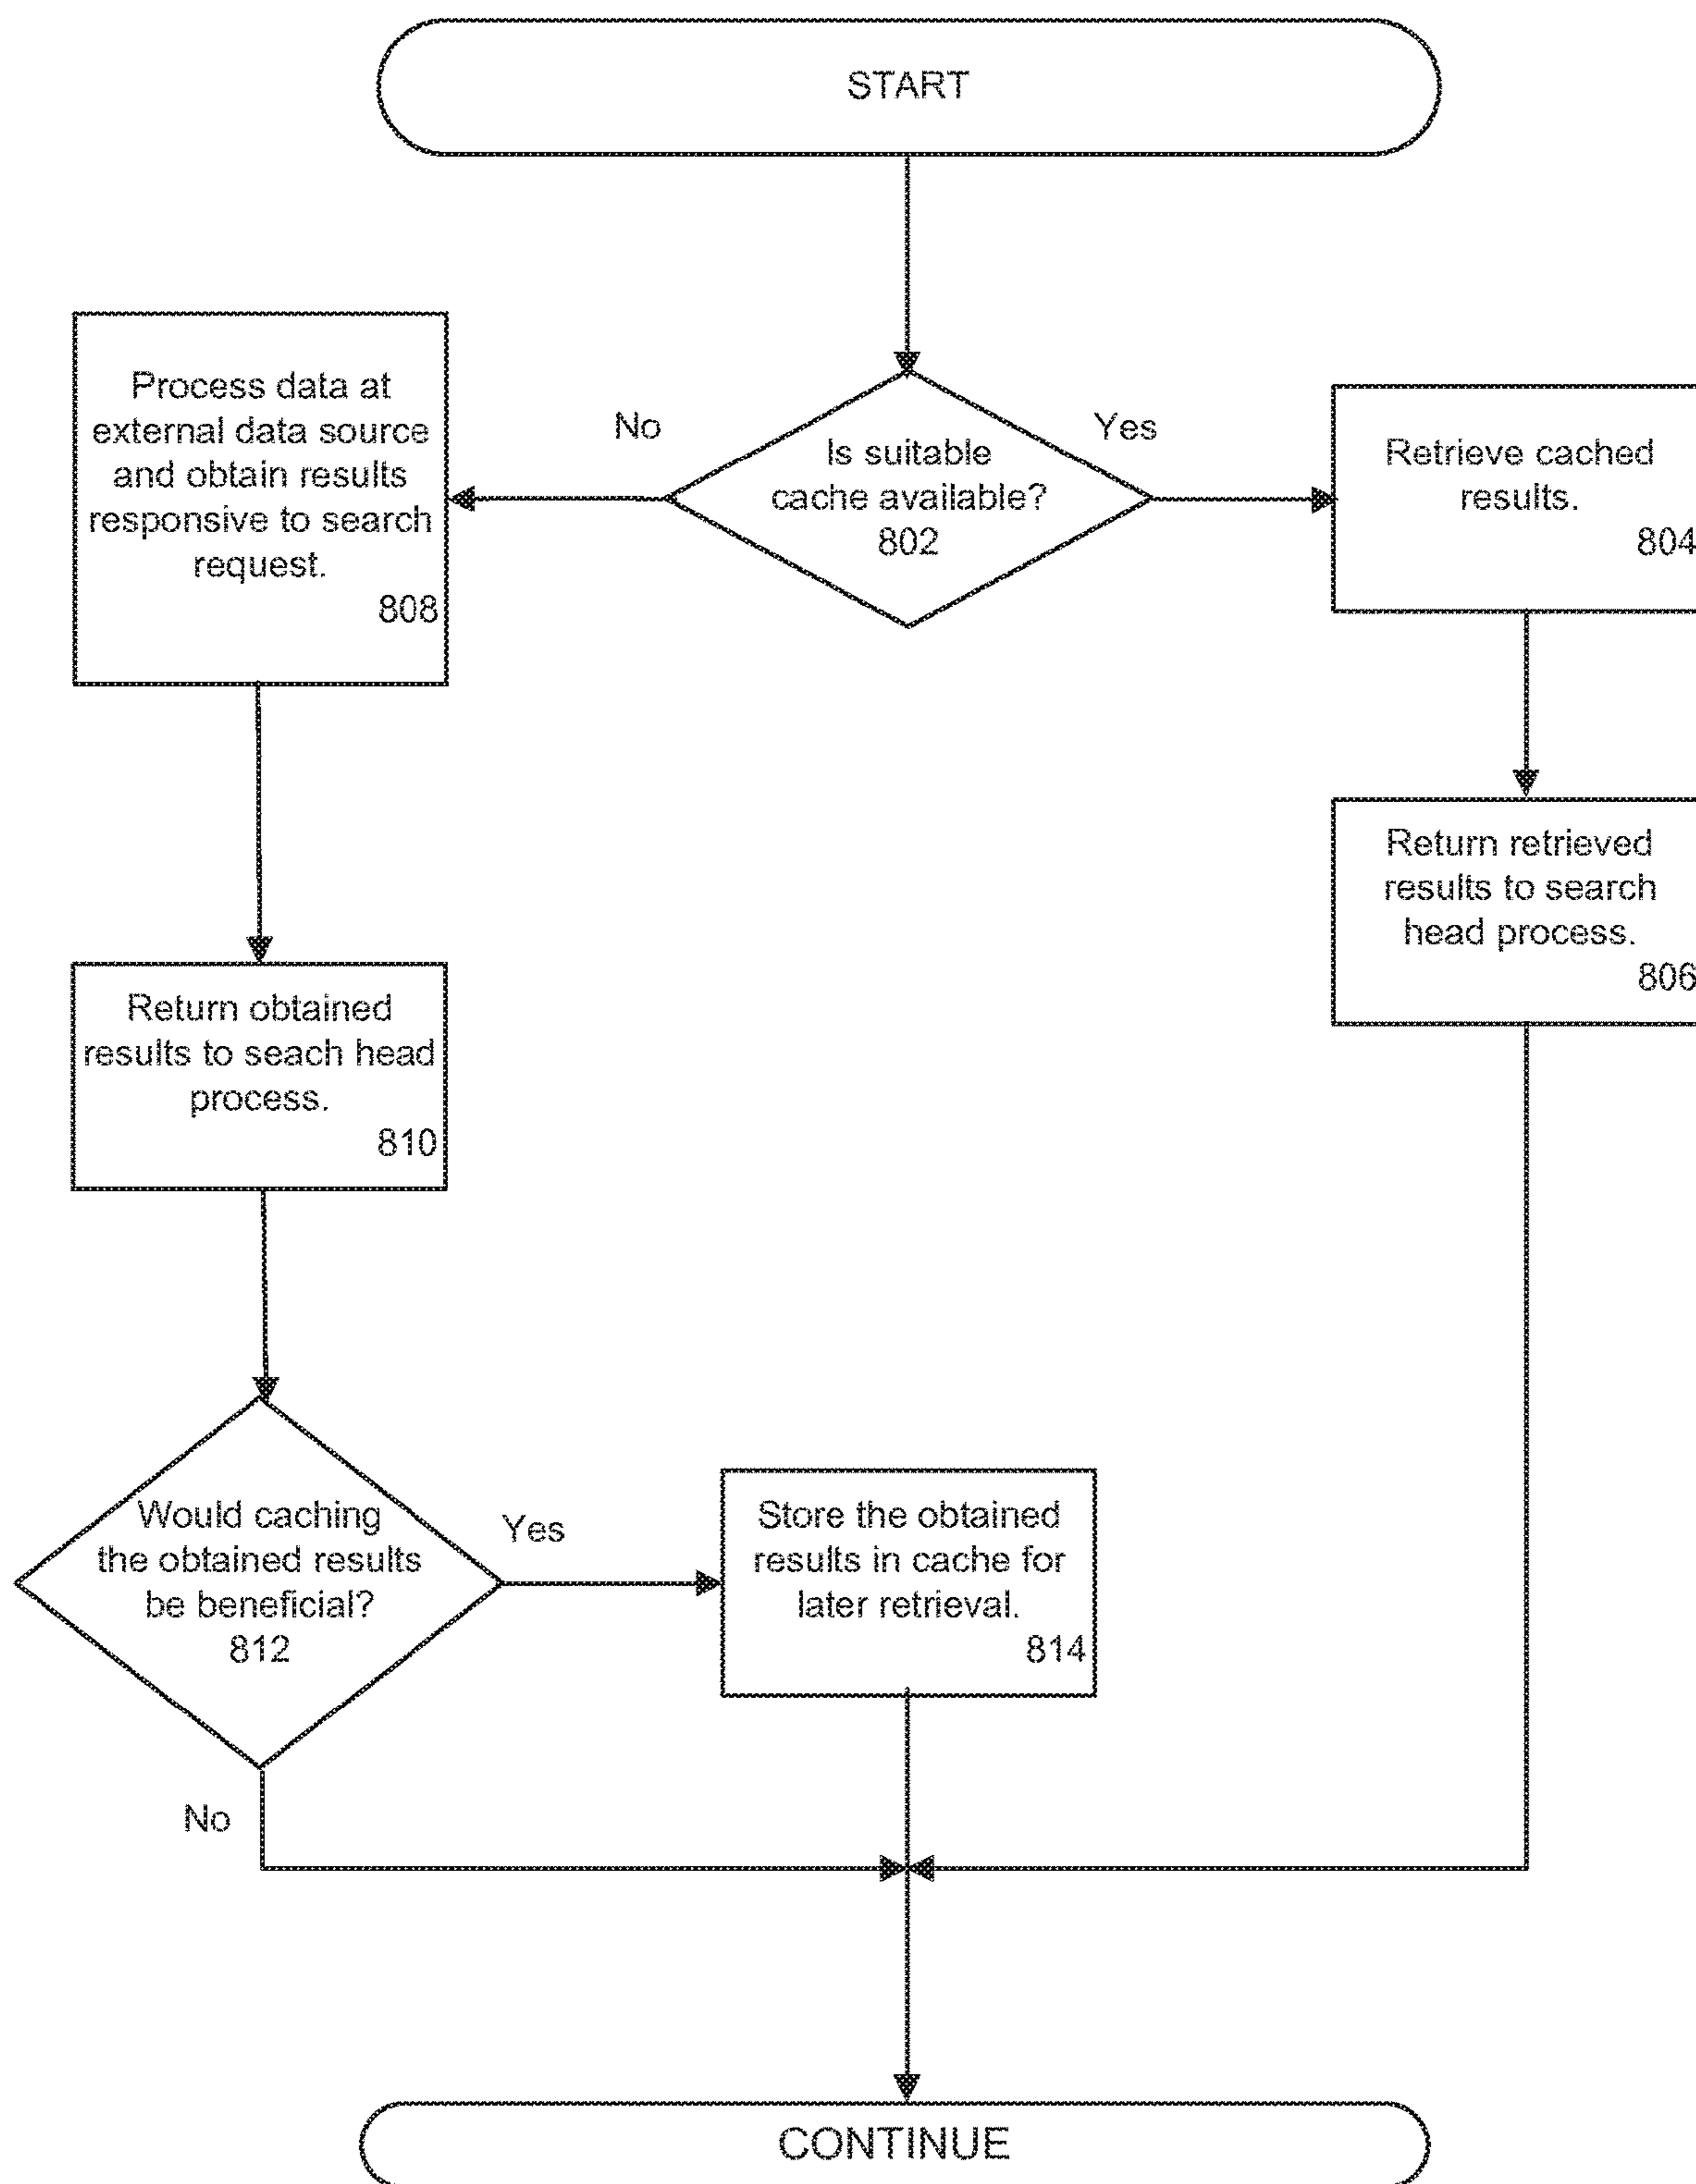 START
Process data at
external data source
and obtain results
responsive to search
request.
808
No
Is suitable
cache available?
802
Yes
Retrieve cached
results.
804
Return retrieved
results to search
head process.
806
Return obtained
results to seach head
process.
810
Would caching
the obtained results
be beneficial?
812
Yes
Store the obtained
results in cache for
later retrieval.
814
No
CONTINUE